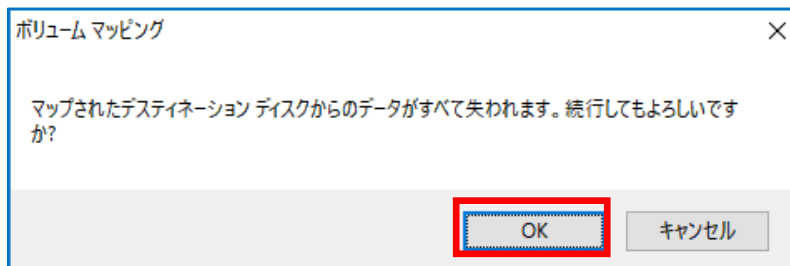 ボリューム マッピング
マップされたデスティネーション ディスクからのデータがすべて失われます。続行してもよろしいです
か?
OK
キャンセル